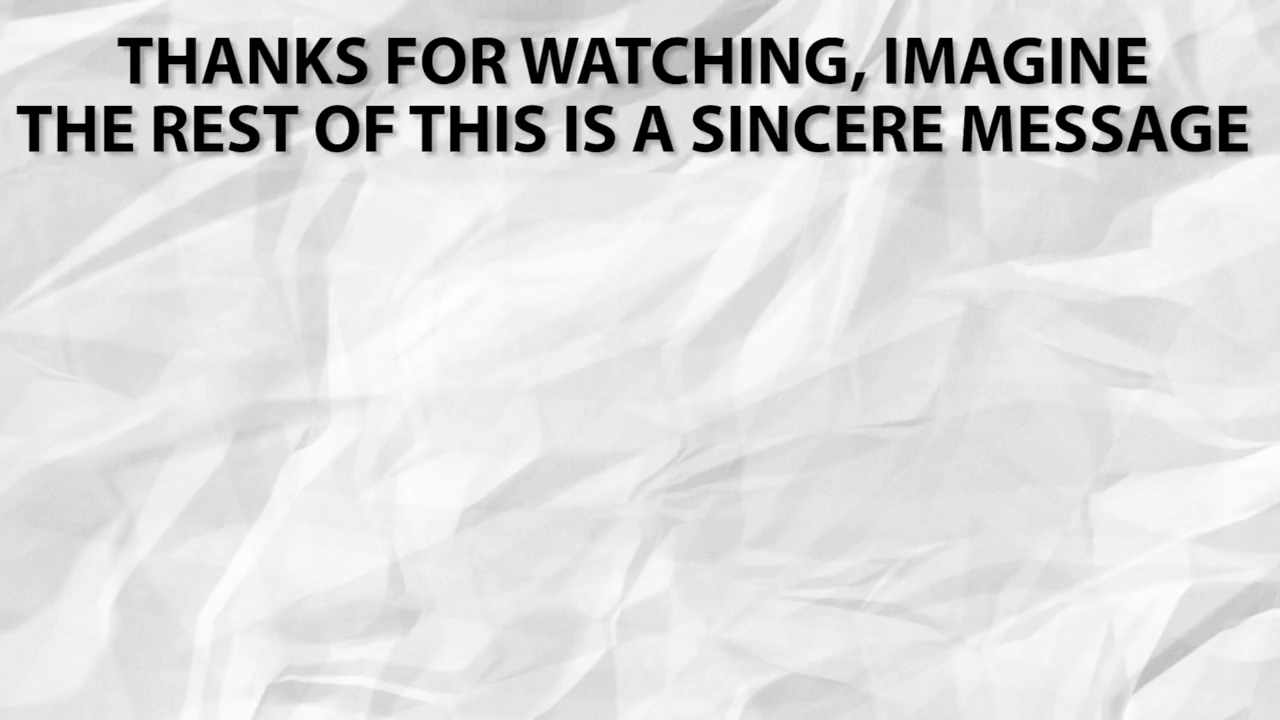 THANKS FOR WATCHING, IMAGINE
THE REST OF THIS IS A SINCERE MESSAGE